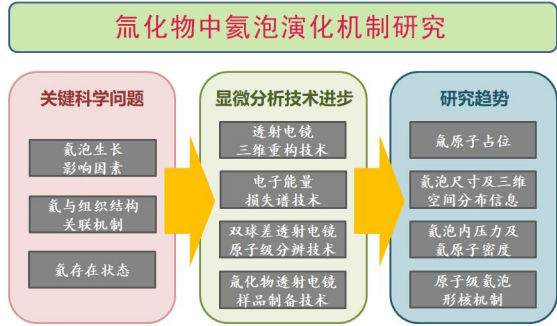 氚化物中氦泡演化机制研究
关键科学问题
氦泡生长
影响因素
氦与组织结构
关联机制
氦存在状态
显微分析技术进步
透射电镜
三维重构技术
电子能量
损失谱技术
双球差透射电镜
原子级分辨技术
氚化物透射电镜
样品制备技术
研究趋势
氦原子占位
氦泡尺寸及三维
空间分布信息
氦泡内压力及
氦原子密度
原子级氦泡
形核机制